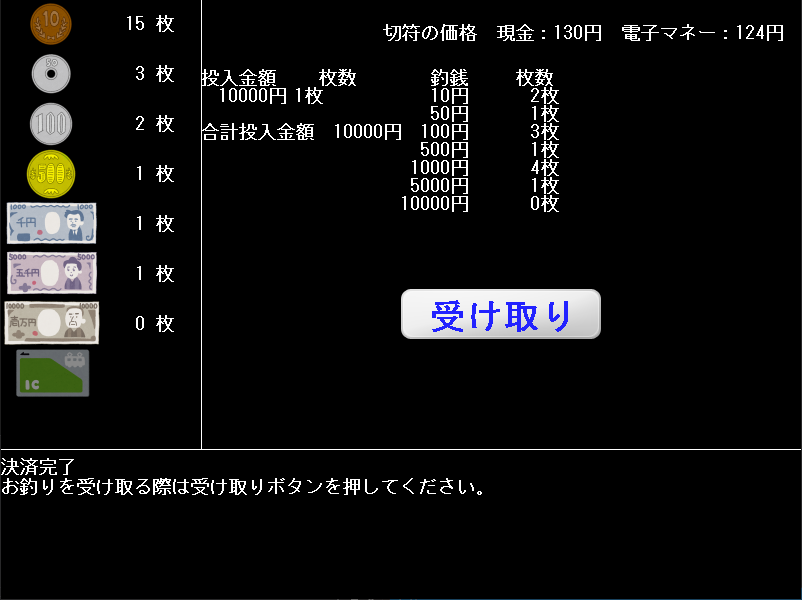 切符の価格　現金：130円　電子マネー：124円
10
15 枚
50
3 枚
100
2 枚
500
1 枚
1000 1000
千円
1 枚
5000 5000
五千円
1 枚
10000 10000
壱万円
0 枚
IC
投入金額　枚数　釣銭　枚数
10000円 1枚　10円　2枚
50円　1枚
合計投入金額　10000円　100円　3枚
500円　1枚
1000円　4枚
5000円　1枚
10000円　0枚
受け取り
決済完了
お釣りを受け取る際は受け取りボタンを押してください。